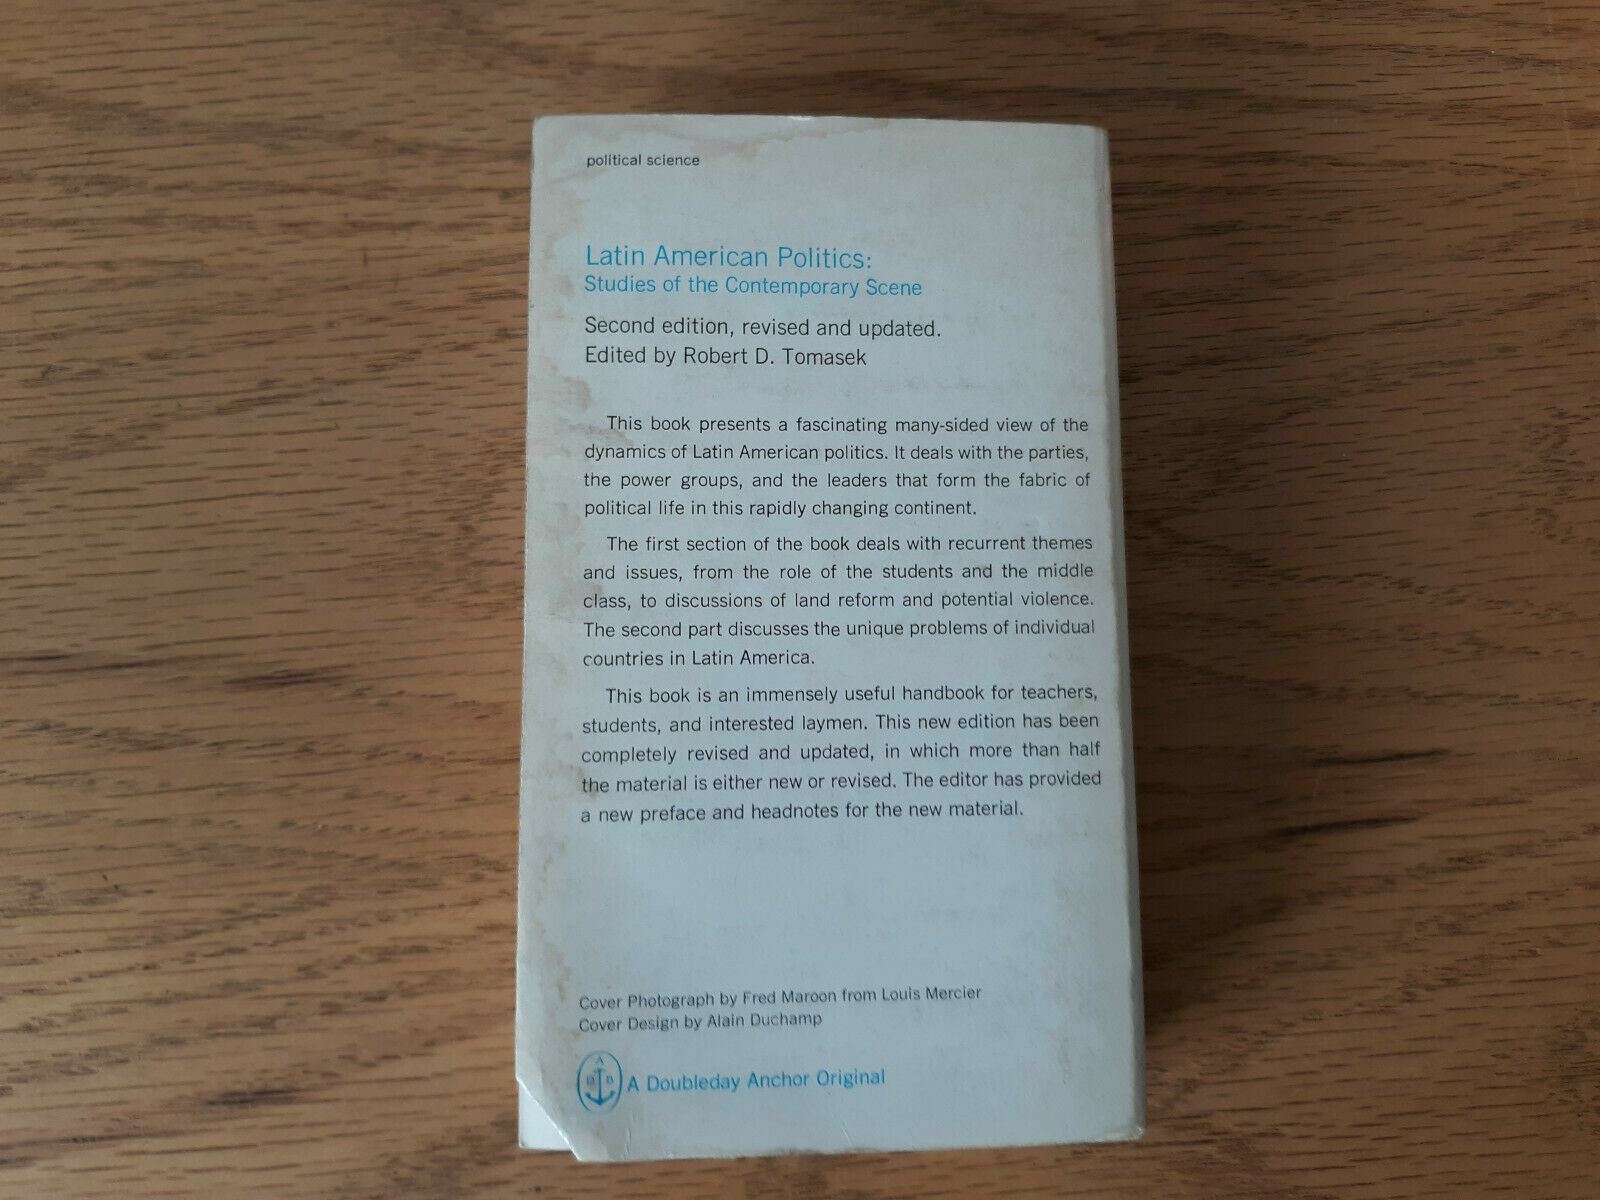 political science
Latin American Politics:
Studies of the Contemporary Scene
Second edition, revised and updated.
Edited by Robert D. Tomasek
This book presents a fascinating many-sided view of the
dynamics of Latin American politics. It deals with the parties,
the power groups, and the leaders that form the fabric of
political life in this rapidly changing continent.
The first section of the book deals with recurrent themes
and issues, from the role of the students and the middle
class, to discussions of land reform and potential violence.
The second part discusses the unique problems of individual
countries in Latin America.
This book is an immensely useful handbook for teachers,
students, and interested laymen. This new edition has been
completely revised and updated, in which more than half
the material is either new or revised. The editor has provided
a new preface and headnotes for the new material.
Cover Photograph by Fred Maroon from Louis Mercier
Cover Design by Alain Duchamp
A
D B
A Doubleday Anchor Original